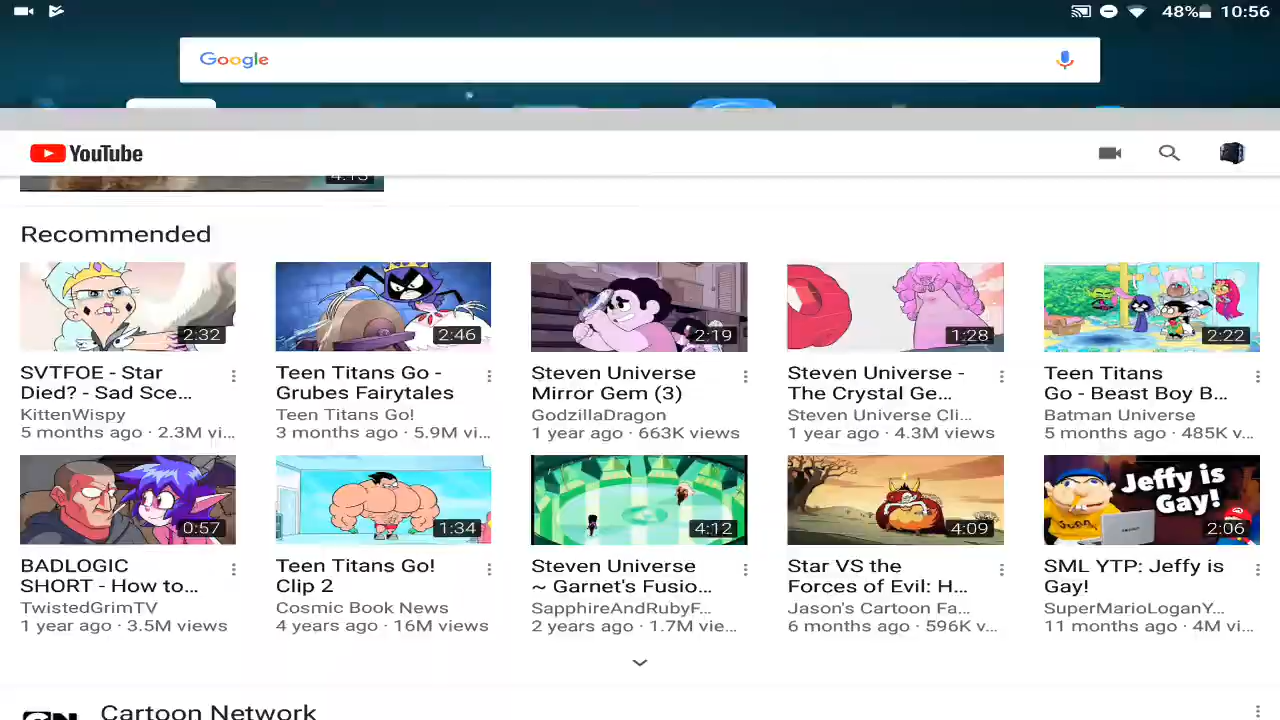 48% 10:56
Google
YouTube
4:13
Recommended
2:32
2:46
2:19
1:28
2:22
SVTFOE - Star
Died? - Sad Sce...
KittenWispy
5 months ago · 2.3M vi...
Teen Titans Go -
Grubes Fairytales
Teen Titans Go!
3 months ago · 5.9M vi...
Steven Universe
Mirror Gem (3)
GodzillaDragon
1 year ago · 663K views
Steven Universe -
The Crystal Ge...
Steven Universe Cli...
1 year ago · 4.3M views
Teen Titans
Go - Beast Boy B...
Batman Universe
5 months ago · 485K v...
0:57
1:34
4:12
4:09
Jeffy is
Gay!
2:06
BADLOGIC
SHORT - How to...
TwistedGrimTV
1 year ago · 3.5M views
Teen Titans Go!
Clip 2
Cosmic Book News
4 years ago · 16M views
Steven Universe
~ Garnet's Fusio...
SapphireAndRubyF...
2 years ago · 1.7M vie...
Star VS the
Forces of Evil: H...
Jason's Cartoon Fa...
6 months ago · 596K v...
SML YTP: Jeffy is
Gay!
SuperMarioLoganY...
11 months ago · 4M vi...
CN
Cartoon Network